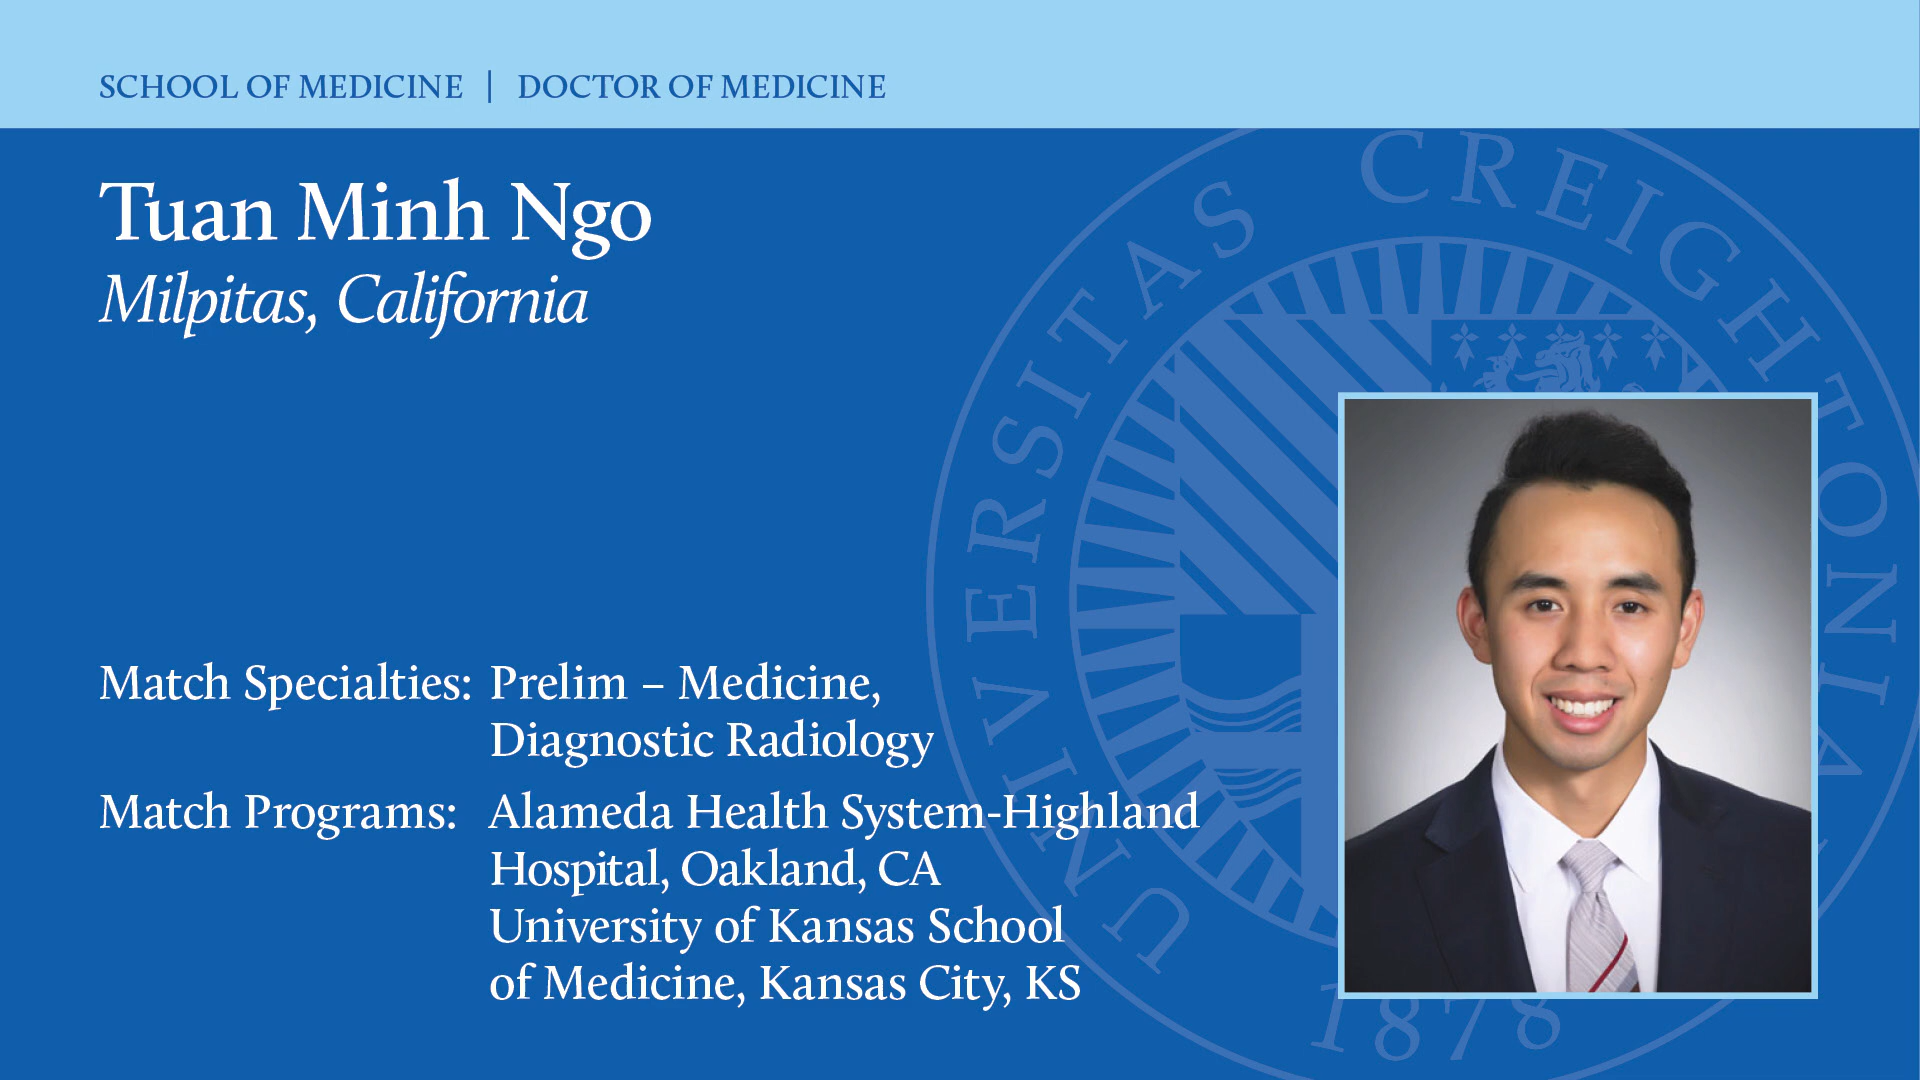 SCHOOL OF MEDICINE | DOCTOR OF MEDICINE
Tuan Minh Ngo
Milpitas, California
UNIVERSITAS CREIGHTONIANA
Match Specialties: Prelim – Medicine,
Diagnostic Radiology
Match Programs: Alameda Health System-Highland
Hospital, Oakland, CA
University of Kansas School
of Medicine, Kansas City, KS
1878